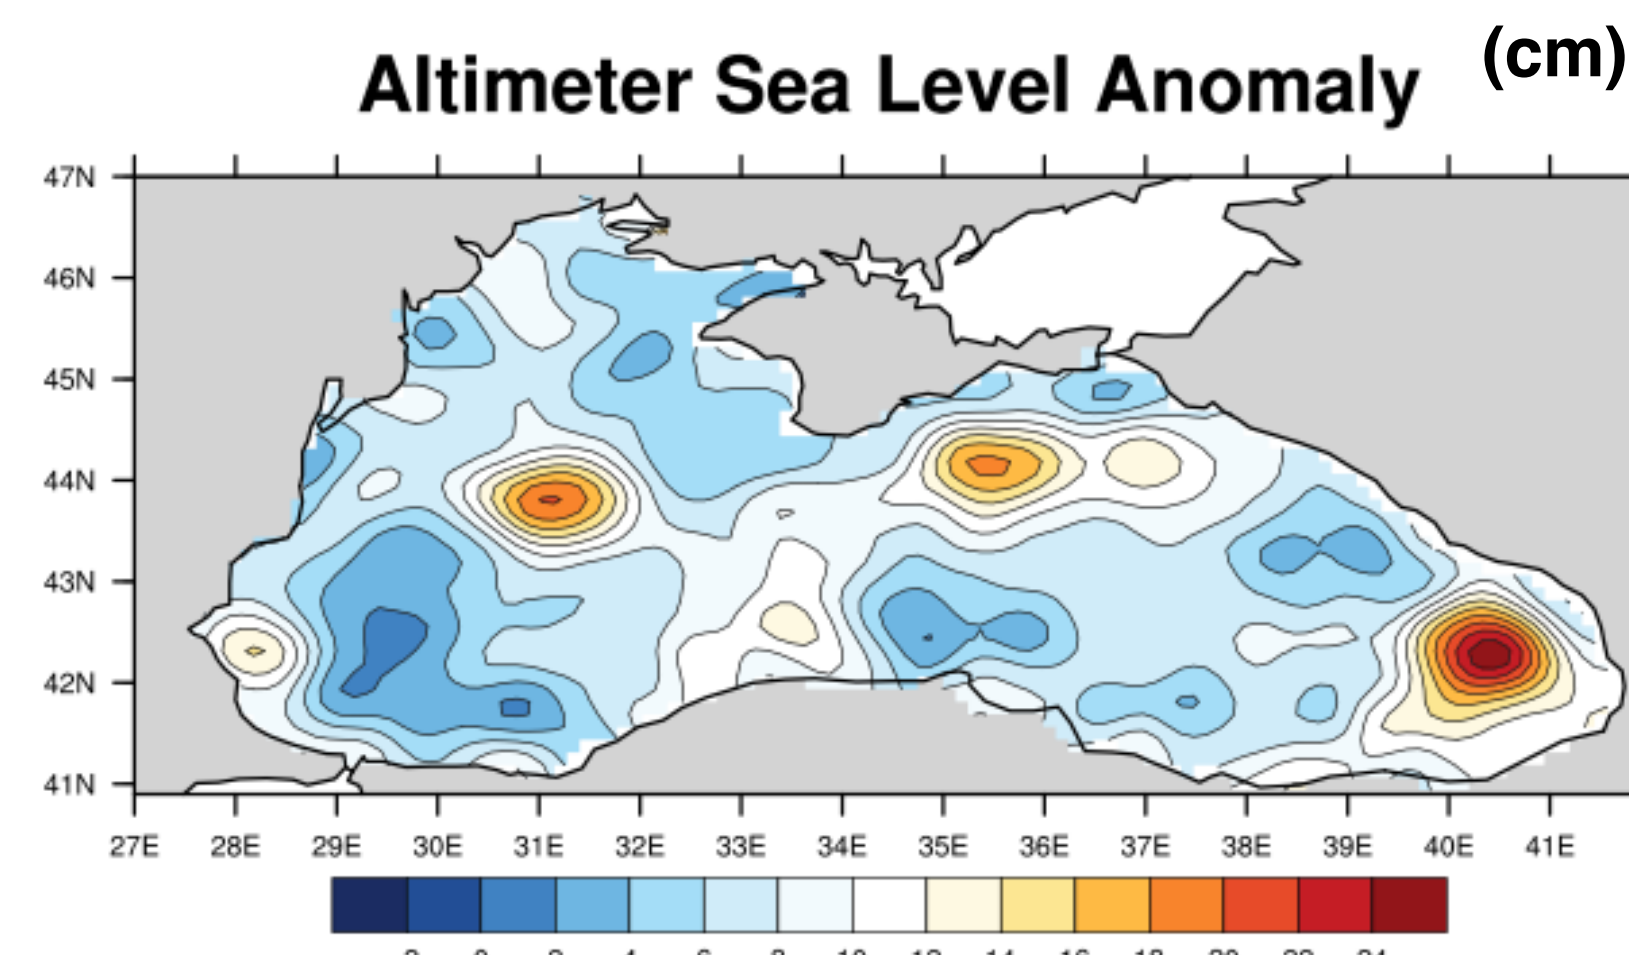 (cm)
Altimeter Sea Level Anomaly
47N
46N
45N
44N
43N
42N
41N
27E 28E 29E 30E 31E 32E 33E 34E 35E 36E 37E 38E 39E 40E 41E